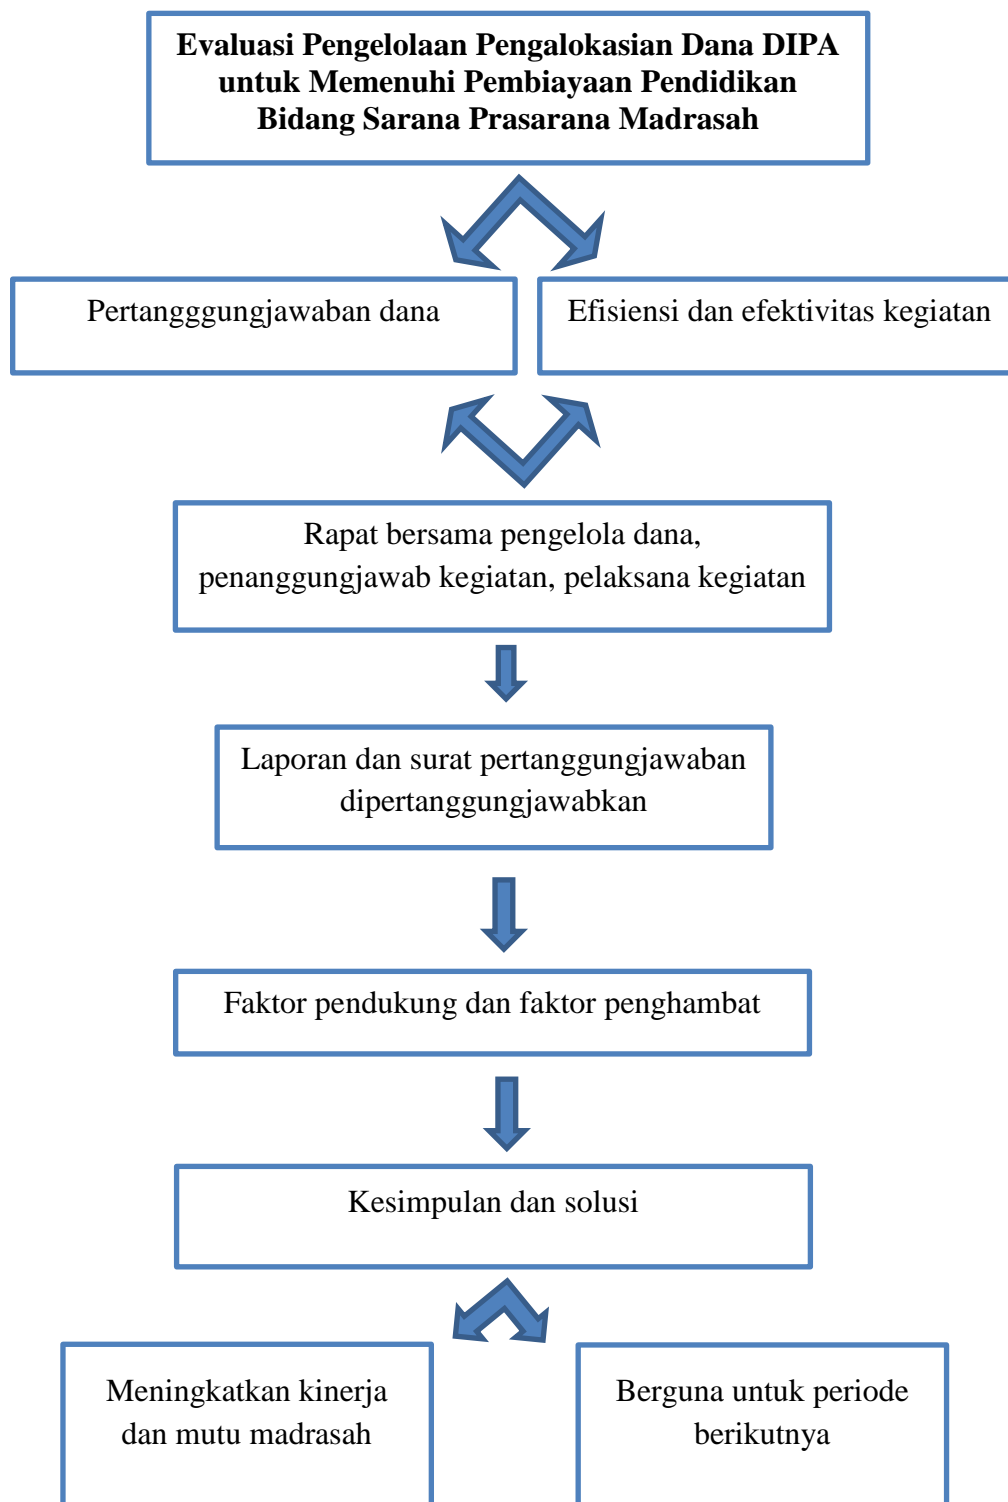 Evaluasi Pengelolaan Pengalokasian Dana DIPA
untuk Memenuhi Pembiayaan Pendidikan
Bidang Sarana Prasarana Madrasah
Pertangggungjawaban dana
Efisiensi dan efektivitas kegiatan
Rapat bersama pengelola dana,
penanggungjawab kegiatan, pelaksana kegiatan
Laporan dan surat pertanggungjawaban
dipertanggungjawabkan
Faktor pendukung dan faktor penghambat
Kesimpulan dan solusi
Meningkatkan kinerja
dan mutu madrasah
Berguna untuk periode
berikutnya